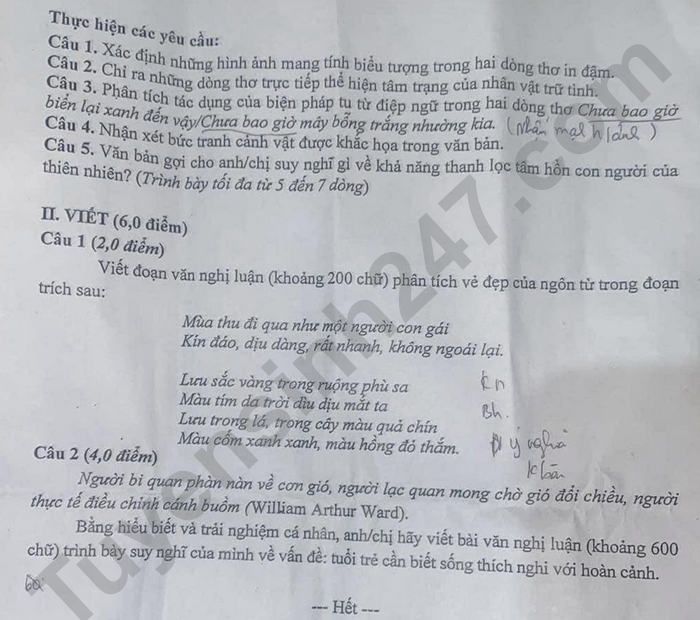 Thực hiện các yêu cầu:
Câu 1. Xác định những hình ảnh mang tính biểu tượng trong hai dòng thơ in đậm.
Câu 2. Chỉ ra những dòng thơ trực tiếp thể hiện tâm trạng của nhân vật trữ tình.
Câu 3. Phân tích tác dụng của biện pháp tu từ điệp ngữ trong hai dòng thơ Chưa bao giờ
biển lại xanh đến vậy/Chưa bao giờ mây bỗng trắng nhường kia. (Nhấn mạnh
Câu 4. Nhận xét bức tranh cảnh vật được khắc họa trong văn bản.
Câu 5. Văn bản gợi cho anh/chị suy nghĩ gì về khả năng thanh lọc tâm hồn con người của
thiên nhiên? (Trình bày tối đa từ 5 đến 7 dòng)
II. VIẾT (6,0 điểm)
Câu 1 (2,0 điểm)
Viết đoạn văn nghị luận (khoảng 200 chữ) phân tích vẻ đẹp của ngôn từ trong đoạn
trích sau:
Mùa thu đi qua như một người con gái
Kín đáo, dịu dàng, rất nhanh, không ngoái lại.
Lưu sắc vàng trong ruộng phù sa
Màu tím da trời dìu dịu mắt ta
Bh.
Lưu trong lá, trong cây màu quả chín
Màu cốm xanh xanh, màu hồng đỏ thắm.
ý nghĩa
Câu 2 (4,0 điểm)
Người bi quan phàn nàn về cơn gió, người lạc quan mong chờ gió đổi chiều, người
thực tế điều chỉnh cánh buồm (William Arthur Ward).
Bằng hiểu biết và trải nghiệm cá nhân, anh/chị hãy viết bài văn nghị luận (khoảng 600
chữ) trình bày suy nghĩ của mình về vấn đề: tuổi trẻ cần biết sống thích nghi với hoàn cảnh.
--- Hết ---
Tuyensinh247.com